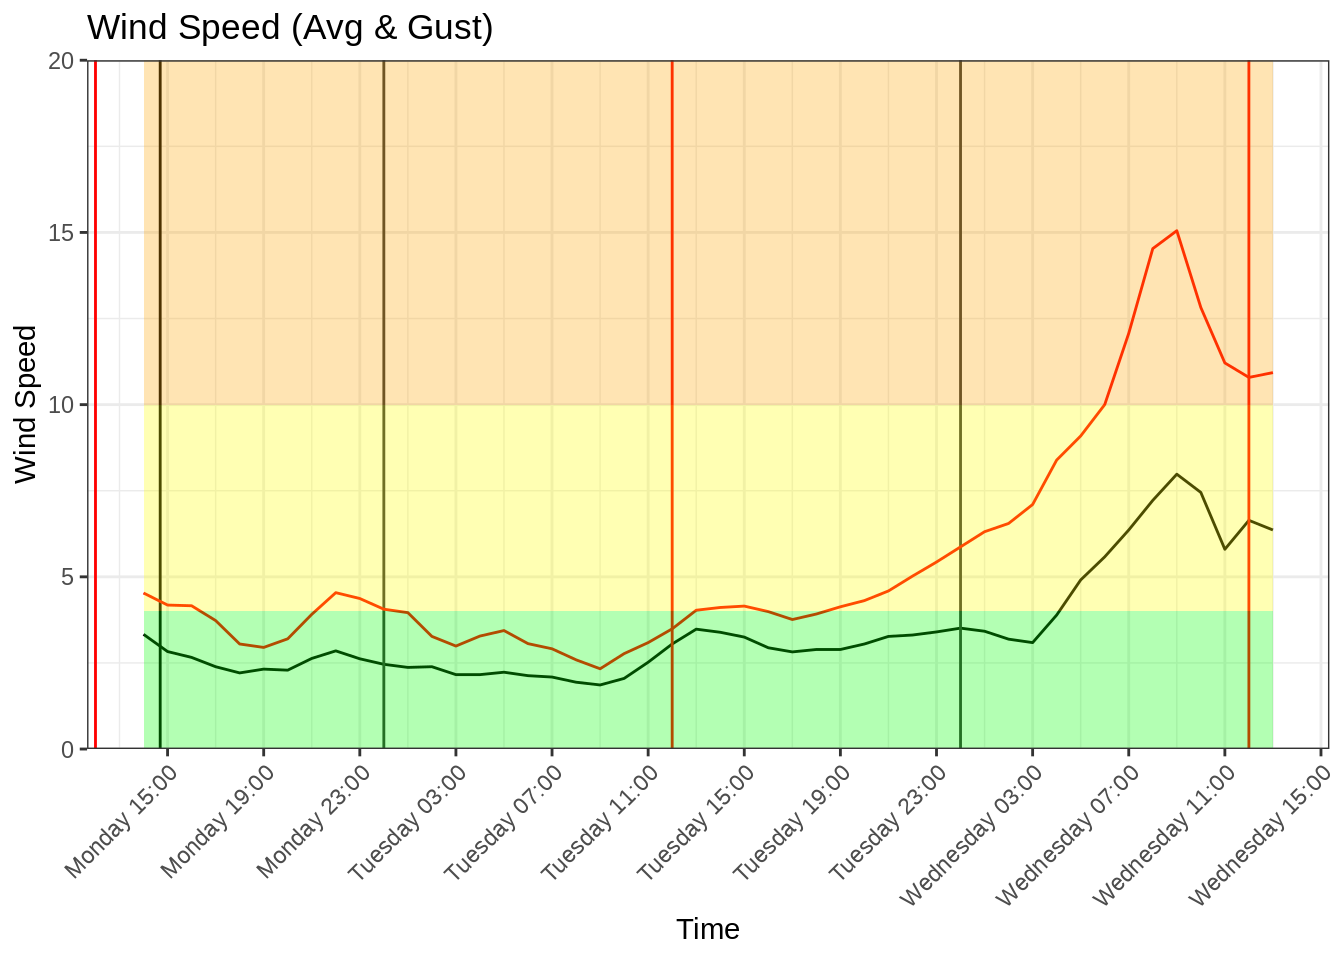 Wind Speed (Avg & Gust)
20
15
10
5
0
Wind Speed
Monday 15:00
Monday 19:00
Monday 23:00
Tuesday 03:00
Tuesday 07:00
Tuesday 11:00
Tuesday 15:00
Tuesday 19:00
Tuesday 23:00
Wednesday 03:00
Wednesday 07:00
Wednesday 11:00
Wednesday 15:00
Time